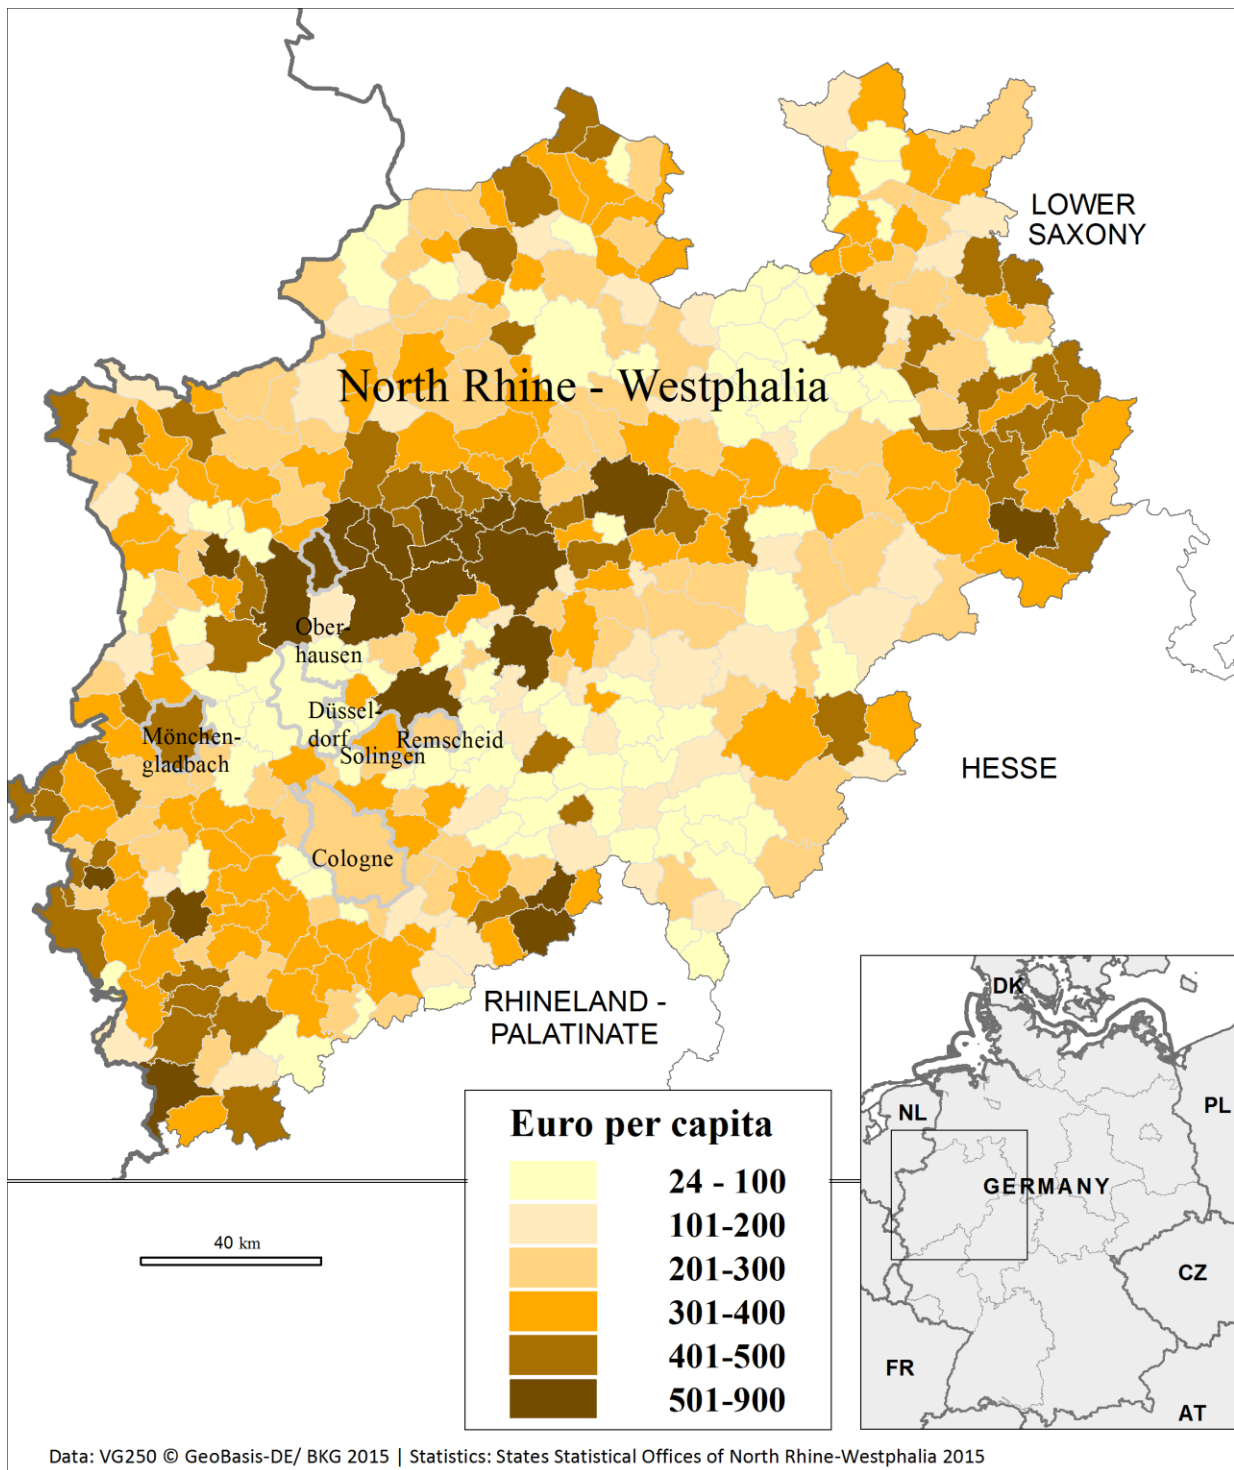 LOWER
SAXONY
North Rhine - Westphalia
Ober-
hausen
Düssel-
dorf
Mönchen-
gladbach
Solingen
Remscheid
HESSE
Cologne
RHINELAND -
PALATINATE
Euro per capita
24 - 100
101-200
201-300
301-400
401-500
501-900
40 km
DK
NL
PL
GERMANY
CZ
FR
AT
Data: VG250 © GeoBasis-DE/ BKG 2015 | Statistics: States Statistical Offices of North Rhine-Westphalia 2015